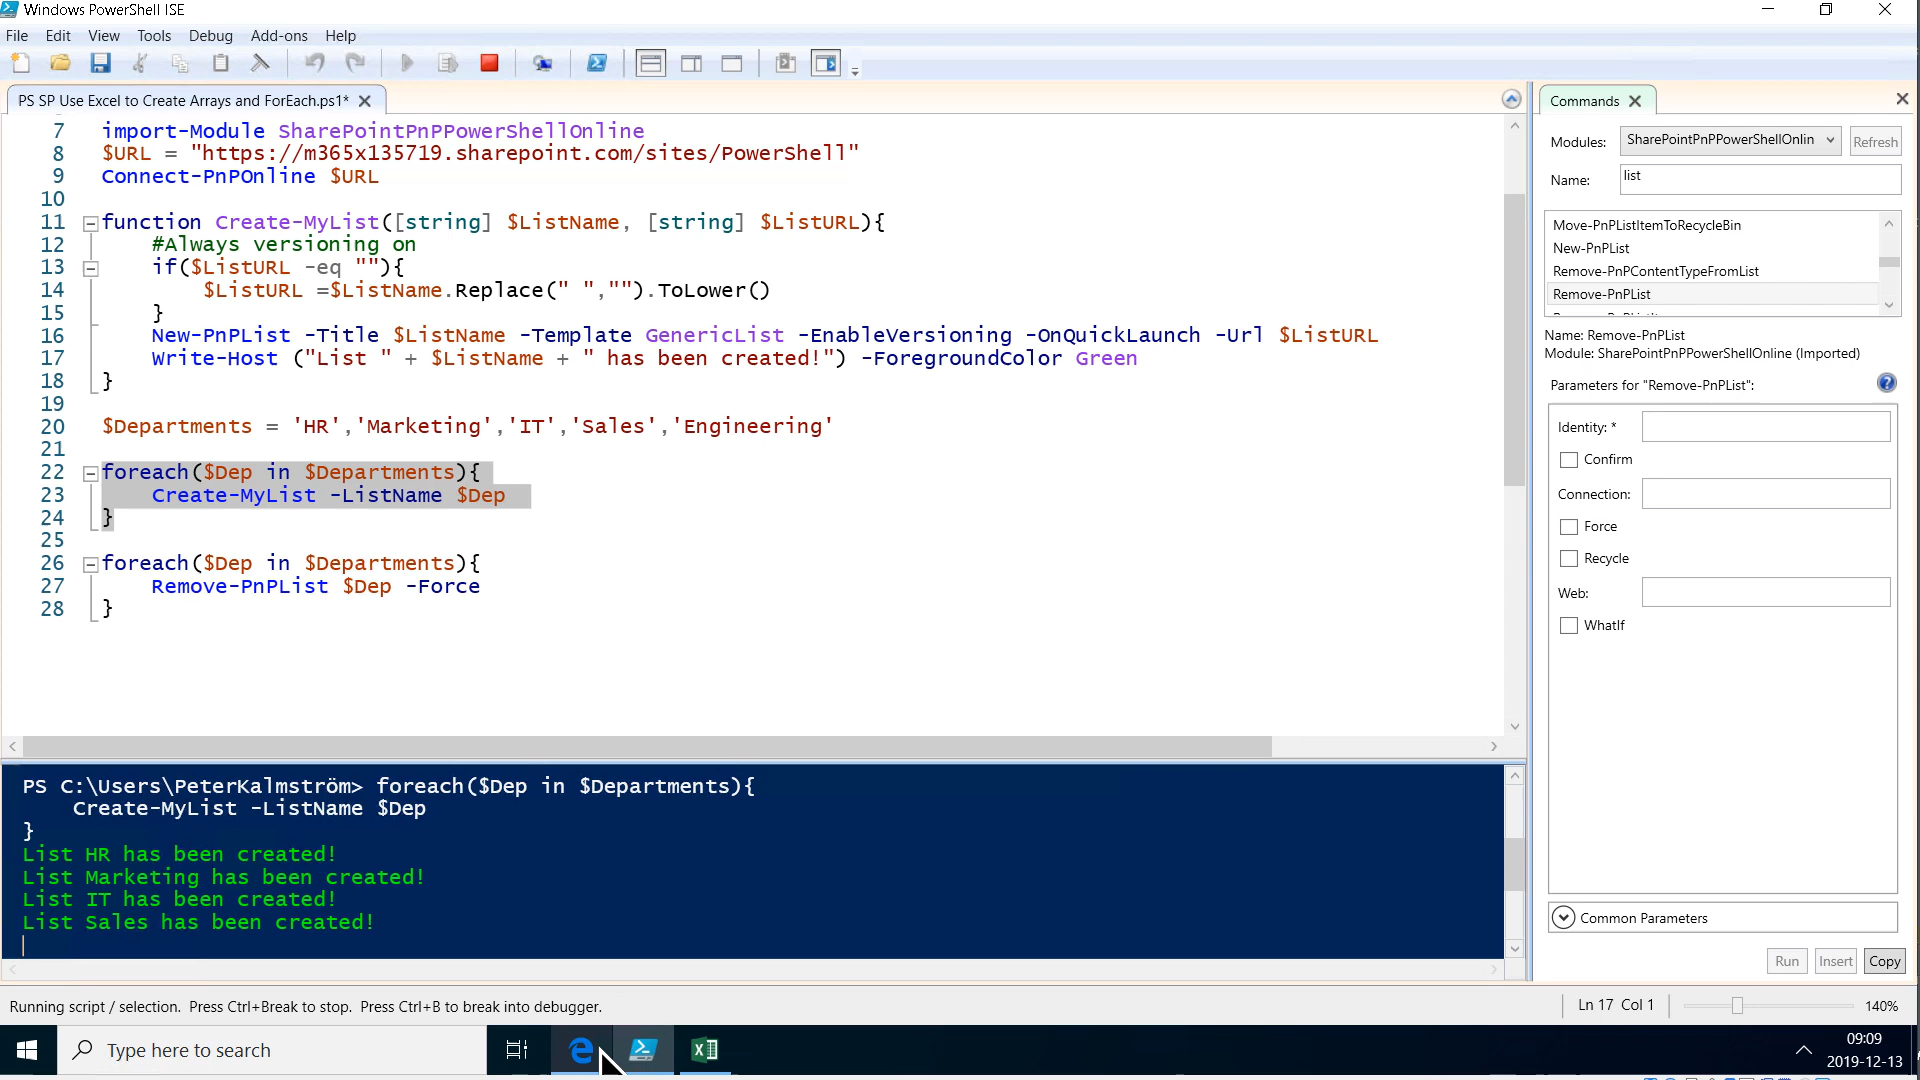 Windows PowerShell ISE
File Edit View Tools Debug Add-ons Help
PS SP Use Excel to Create Arrays and ForEach.ps1*
7 import-Module SharePointPnPPowerShellOnline
8 $URL = "https://m365x135719.sharepoint.com/sites/PowerShell"
9 Connect-PnPOnline $URL
10
11 function Create-MyList([string] $ListName, [string] $ListURL){
12 #Always versioning on
13 if($ListURL -eq ""){
14 $ListURL =$ListName.Replace(" ","").ToLower()
15 }
16 New-PnPList -Title $ListName -Template GenericList -EnableVersioning -OnQuickLaunch -Url $ListURL
17 Write-Host ("List " + $ListName + " has been created!") -ForegroundColor Green
18 }
19
20 $Departments = 'HR','Marketing','IT','Sales','Engineering'
21
22 foreach($Dep in $Departments){
23 Create-MyList -ListName $Dep
24 }
25
26 foreach($Dep in $Departments){
27 Remove-PnPList $Dep -Force
28 }
PS C:\Users\PeterKalmström> foreach($Dep in $Departments){
Create-MyList -ListName $Dep
}
List HR has been created!
List Marketing has been created!
List IT has been created!
List Sales has been created!
Commands
Modules: SharePointPnPPowerShellOnlin Refresh
Name: list
Move-PnPListItemToRecycleBin
New-PnPList
Remove-PnPContentTypeFromList
Remove-PnPList
Name: Remove-PnPList
Module: SharePointPnPPowerShellOnline (Imported)
Parameters for "Remove-PnPList":
Identity: *
Confirm
Connection:
Force
Recycle
Web:
WhatIf
Common Parameters
Run Insert Copy
Running script / selection. Press Ctrl+Break to stop. Press Ctrl+B to break into debugger.
Ln 17 Col 1
140%
Type here to search
09:09
2019-12-13